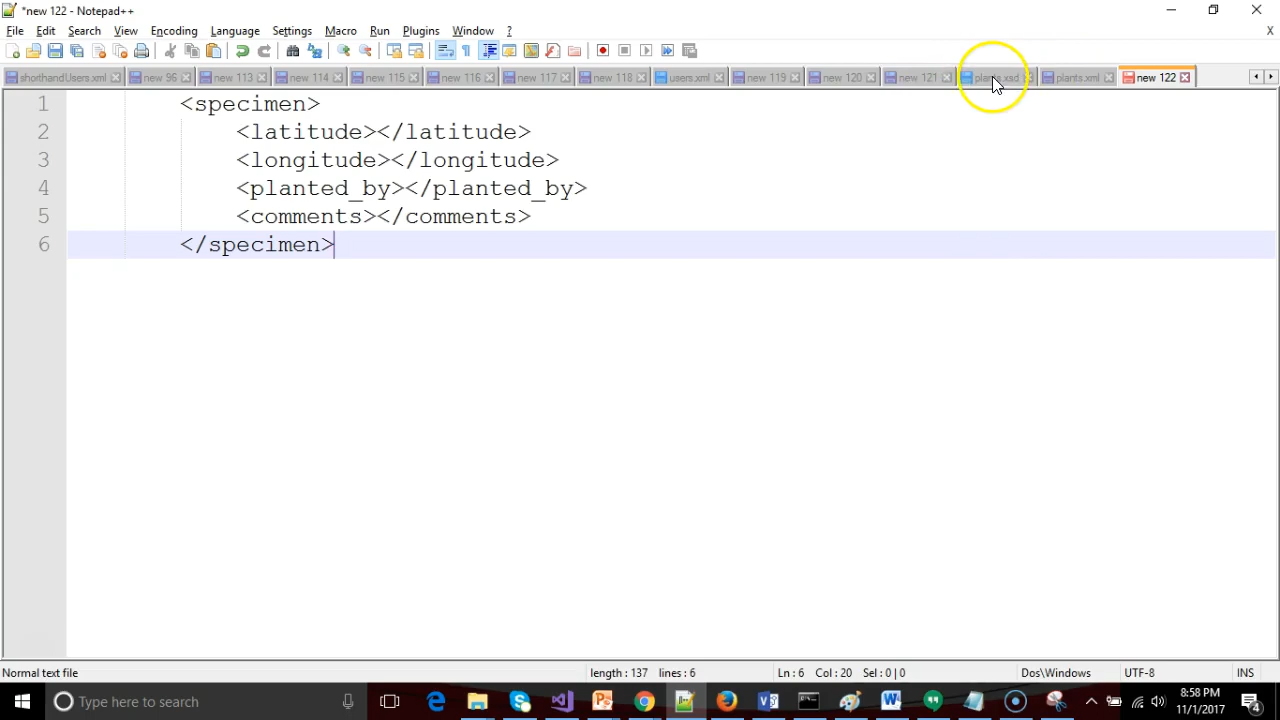 *new 122 - Notepad++
File Edit Search View Encoding Language Settings Macro Run Plugins Window ? X
shorthandUsers.xml new 96 new 113 new 114 new 115 new 116 new 117 new 118 users.xml new 119 new 120 new 121 plants.xsd plants.xml new 122
1 <specimen>
2 <latitude></latitude>
3 <longitude></longitude>
4 <planted_by></planted_by>
5 <comments></comments>
6 </specimen>
Normal text file length : 137 lines : 6 Ln : 6 Col : 20 Sel : 0 | 0 Dos\Windows UTF-8 INS
Type here to search
8:58 PM
11/1/2017
4